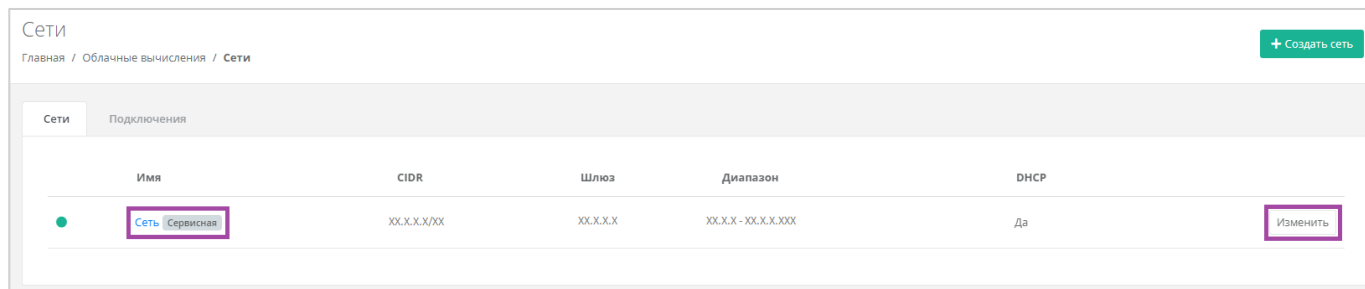 Сети
+ Создать сеть
Главная / Облачные вычисления / Сети
Сети Подключения
Имя CIDR Шлюз Диапазон DHCP
Сеть Сервисная XX.X.X.X/XX XX.X.X.X XX.X.X - XX.X.X.XXX Да Изменить